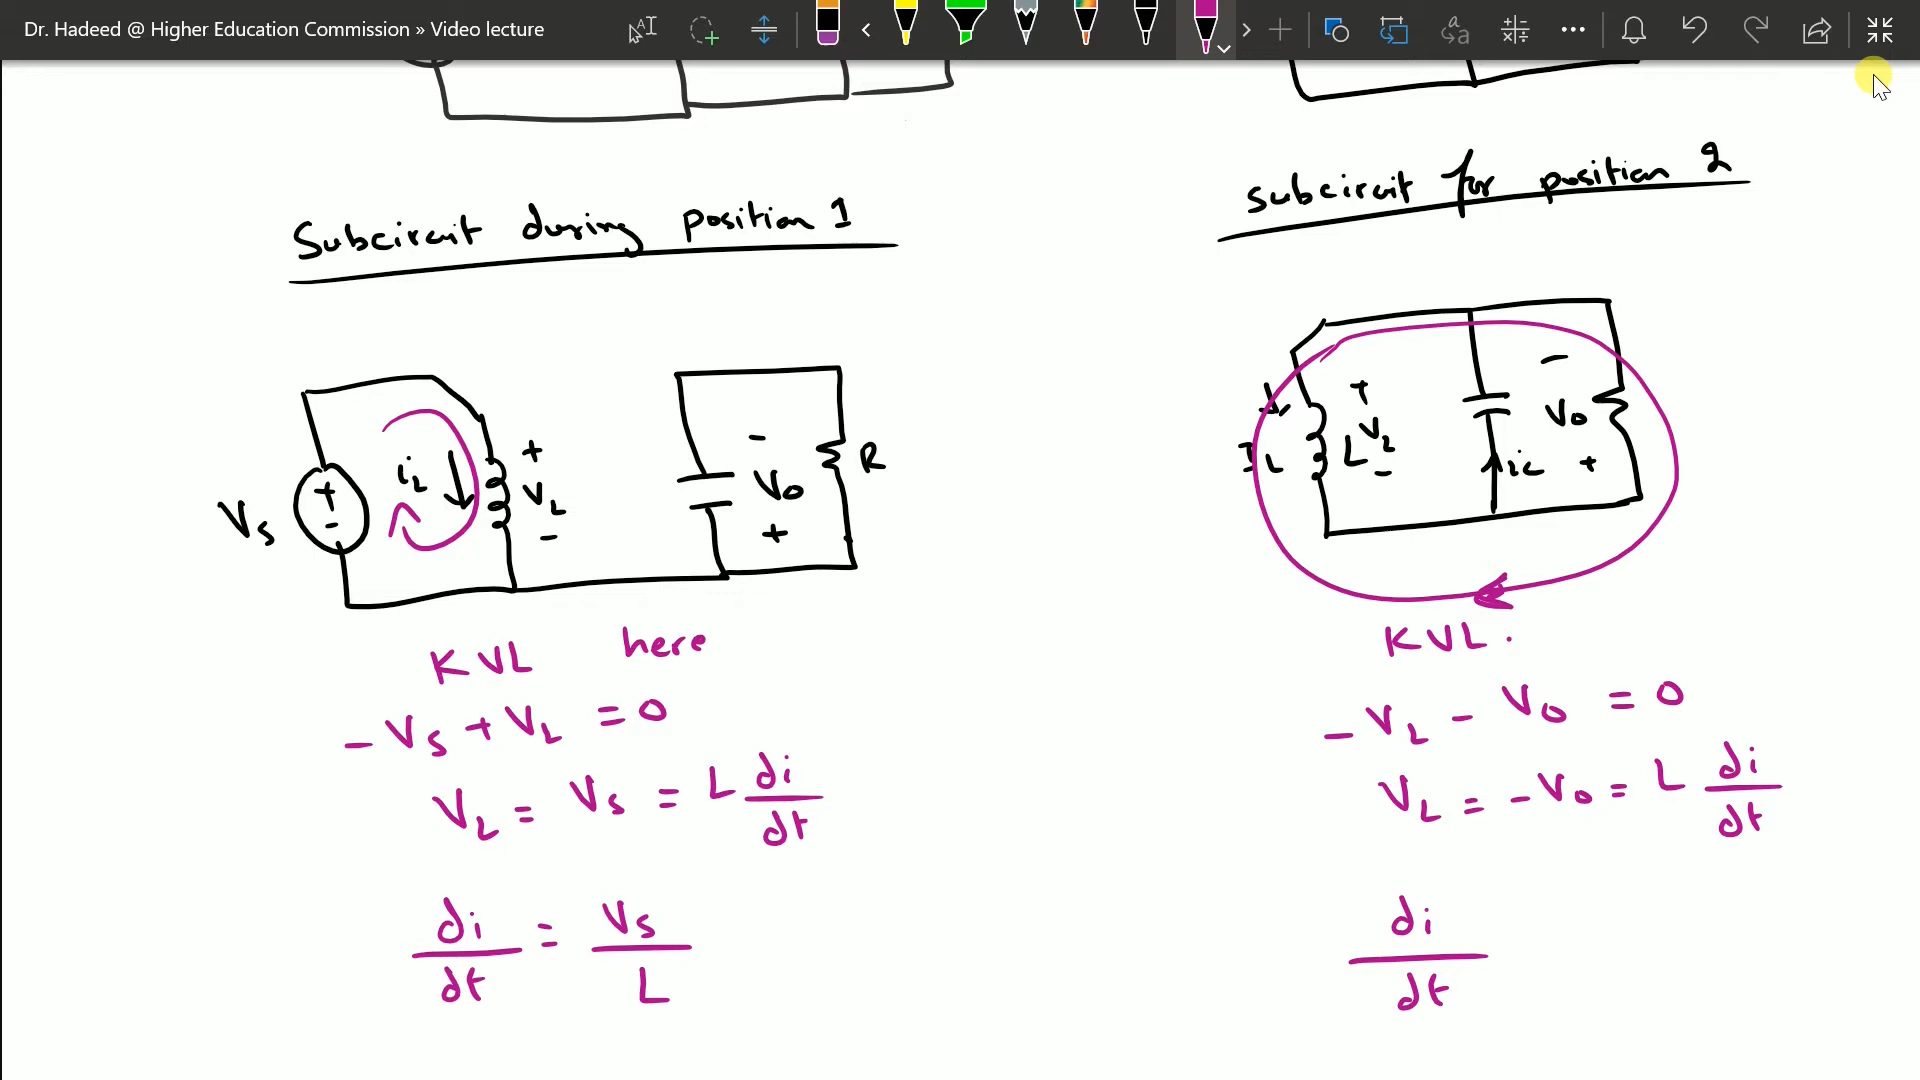 Dr. Hadeed @ Higher Education Commission » Video lecture
Subcircuit during position 1
subcircuit for position 2
Vs + - iL + VL - - Vo + R
IL + VL - L ic - Vo +
KVL here
-Vs + VL = 0
VL = Vs = L di/dt
di/dt = Vs/L
KVL.
-VL - Vo = 0
VL = -Vo = L di/dt
di/dt